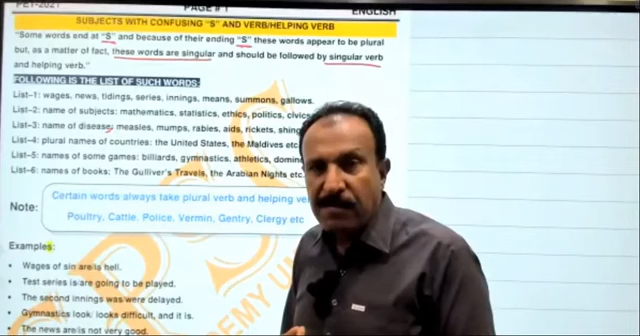 PET-2021 PAGE # 1 ENGLISH
SUBJECTS WITH CONFUSING "S" AND VERB/HELPING VERB
"Some words end at "S" and because of their ending "S" these words appear to be plural
but, as a matter of fact, these words are singular and should be followed by singular verb
and helping verb."
FOLLOWING IS THE LIST OF SUCH WORDS:
List–1: wages, news, tidings, series, innings, means, summons, gallows.
List–2: name of subjects: mathematics, statistics, ethics, politics, civics
List–3: name of disease: measles, mumps, rabies, aids, rickets, shing
List–4: plural names of countries: the United States, the Maldives etc
List–5: names of some games: billiards, gymnastics, athletics, domin
List–6: names of books: The Gulliver's Travels, the Arabian Nights etc.
Note:
Certain words always take plural verb and helping ve
Poultry, Cattle, Police, Vermin, Gentry, Clergy etc
Examples:
• Wages of sin are/is hell.
• Test series is/are going to be played.
• The second innings was/were delayed.
• Gymnastics look/ looks difficult, and it is.
• The news are/is not very good.